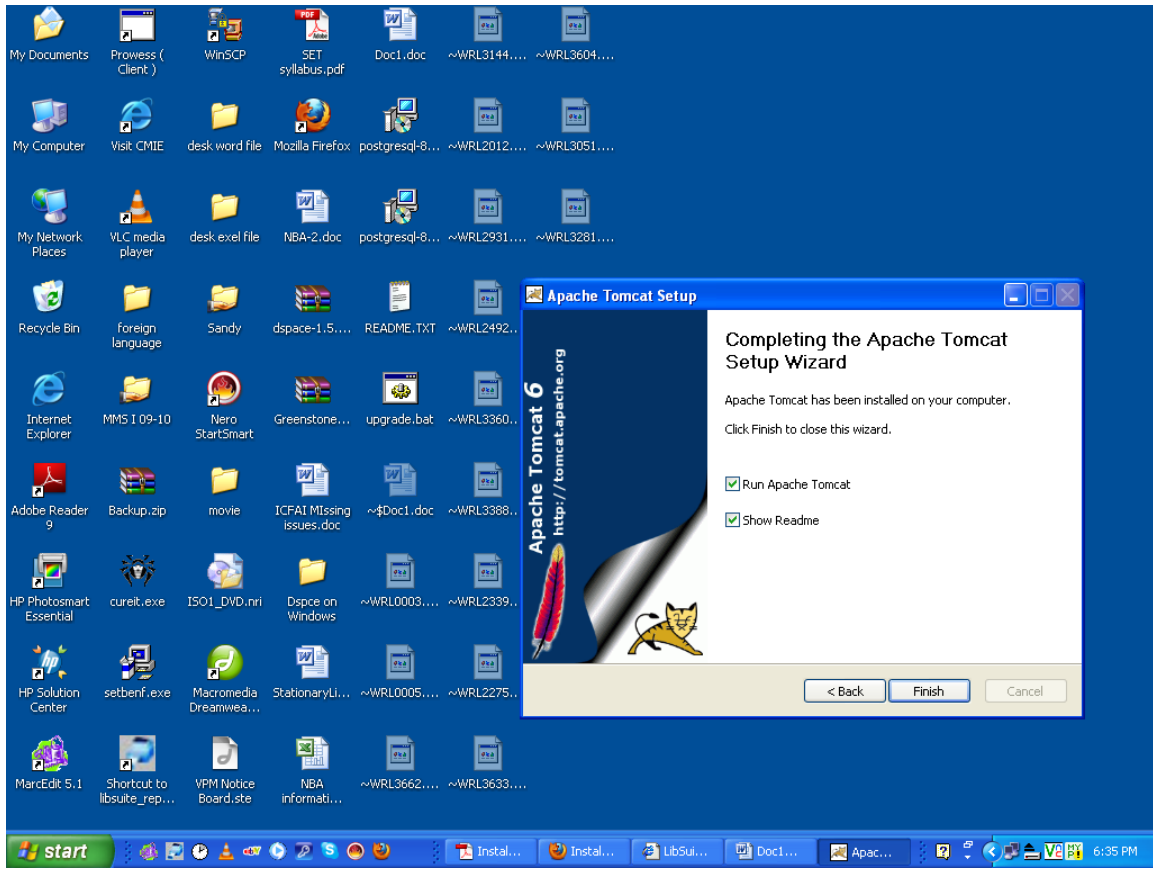 My Documents
Prowess (
Client )
WinSCP
SET
syllabus.pdf
Doc1.doc
~WRL3144....
~WRL3604....
My Computer
Visit CMIE
desk word file
Mozilla Firefox
postgresql-8...
~WRL2012....
~WRL3051....
My Network
Places
VLC media
player
desk exel file
NBA-2.doc
postgresql-8...
~WRL2931....
~WRL3281....
Recycle Bin
foreign
language
Sandy
dspace-1.5....
README.TXT
~WRL2492..
Internet
Explorer
MMS I 09-10
Nero
StartSmart
Greenstone...
upgrade.bat
~WRL3360..
Adobe Reader
9
Backup.zip
movie
ICFAI MIssing
issues.doc
~$Doc1.doc
~WRL3388..
HP Photosmart
Essential
cureit.exe
ISO1_DVD.nri
Dspce on
Windows
~WRL0003....
~WRL2339..
HP Solution
Center
setbenf.exe
Macromedia
Dreamwea...
StationaryLi...
~WRL0005....
~WRL2275..
MarcEdit 5.1
Shortcut to
libsuite_rep...
VPM Notice
Board.ste
NBA
informati...
~WRL3662....
~WRL3633....
Apache Tomcat Setup
Apache Tomcat 6
http://tomcat.apache.org
Completing the Apache Tomcat
Setup Wizard
Apache Tomcat has been installed on your computer.
Click Finish to close this wizard.
Run Apache Tomcat
Show Readme
< Back
Finish
Cancel
start
Instal...
Instal...
LibSui...
Doc1...
Apac...
6:35 PM